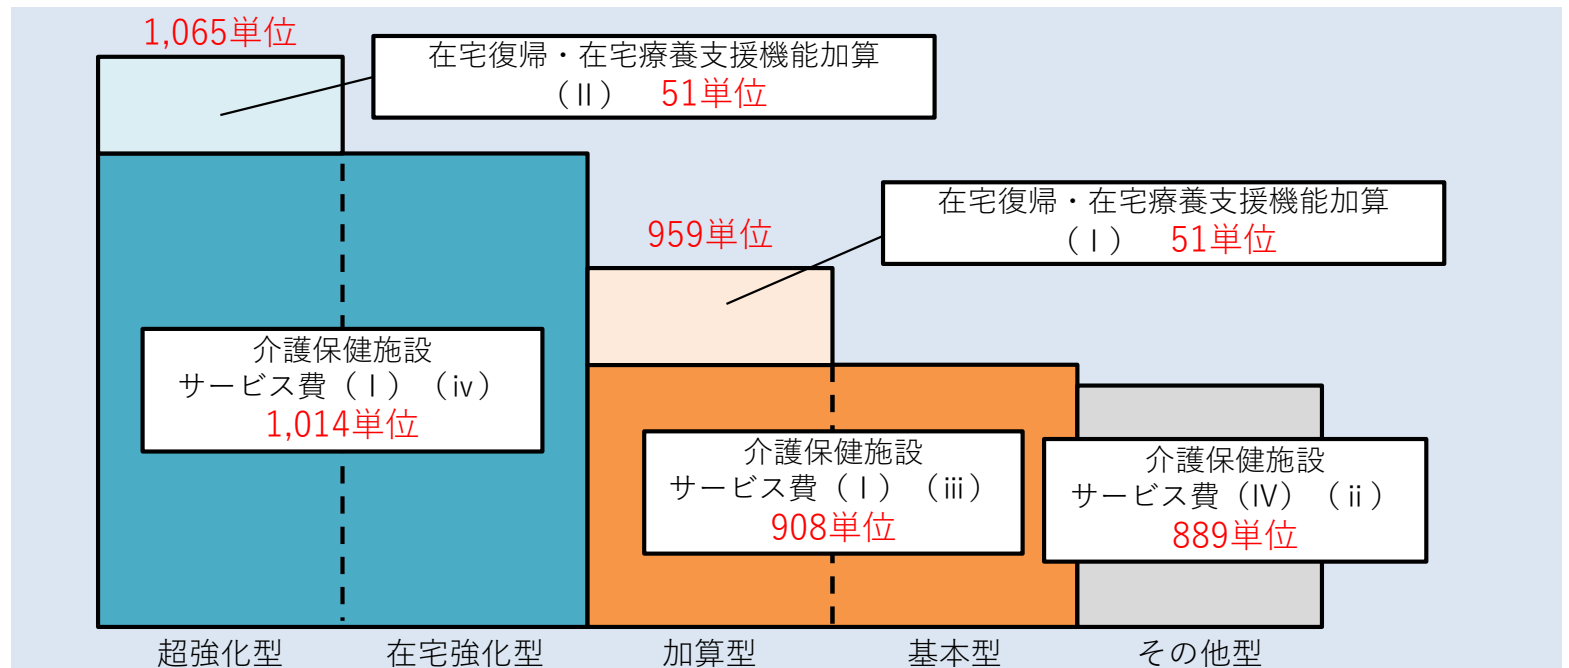 1,065単位
在宅復帰・在宅療養支援機能加算
（Ⅱ）　51単位
在宅復帰・在宅療養支援機能加算
（Ⅰ）　51単位
959単位
介護保健施設
サービス費（Ⅰ）（ⅳ）
1,014単位
介護保健施設
サービス費（Ⅰ）（ⅲ）
908単位
介護保健施設
サービス費（Ⅳ）（ⅱ）
889単位
超強化型
在宅強化型
加算型
基本型
その他型